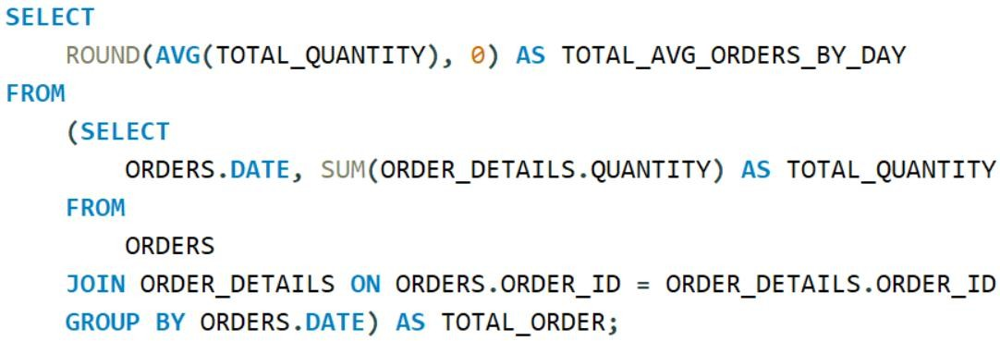 SELECT
ROUND(AVG(TOTAL_QUANTITY), 0) AS TOTAL_AVG_ORDERS_BY_DAY
FROM
(SELECT
ORDERS.DATE, SUM(ORDER_DETAILS.QUANTITY) AS TOTAL_QUANTITY
FROM
ORDERS
JOIN ORDER_DETAILS ON ORDERS.ORDER_ID = ORDER_DETAILS.ORDER_ID
GROUP BY ORDERS.DATE) AS TOTAL_ORDER;